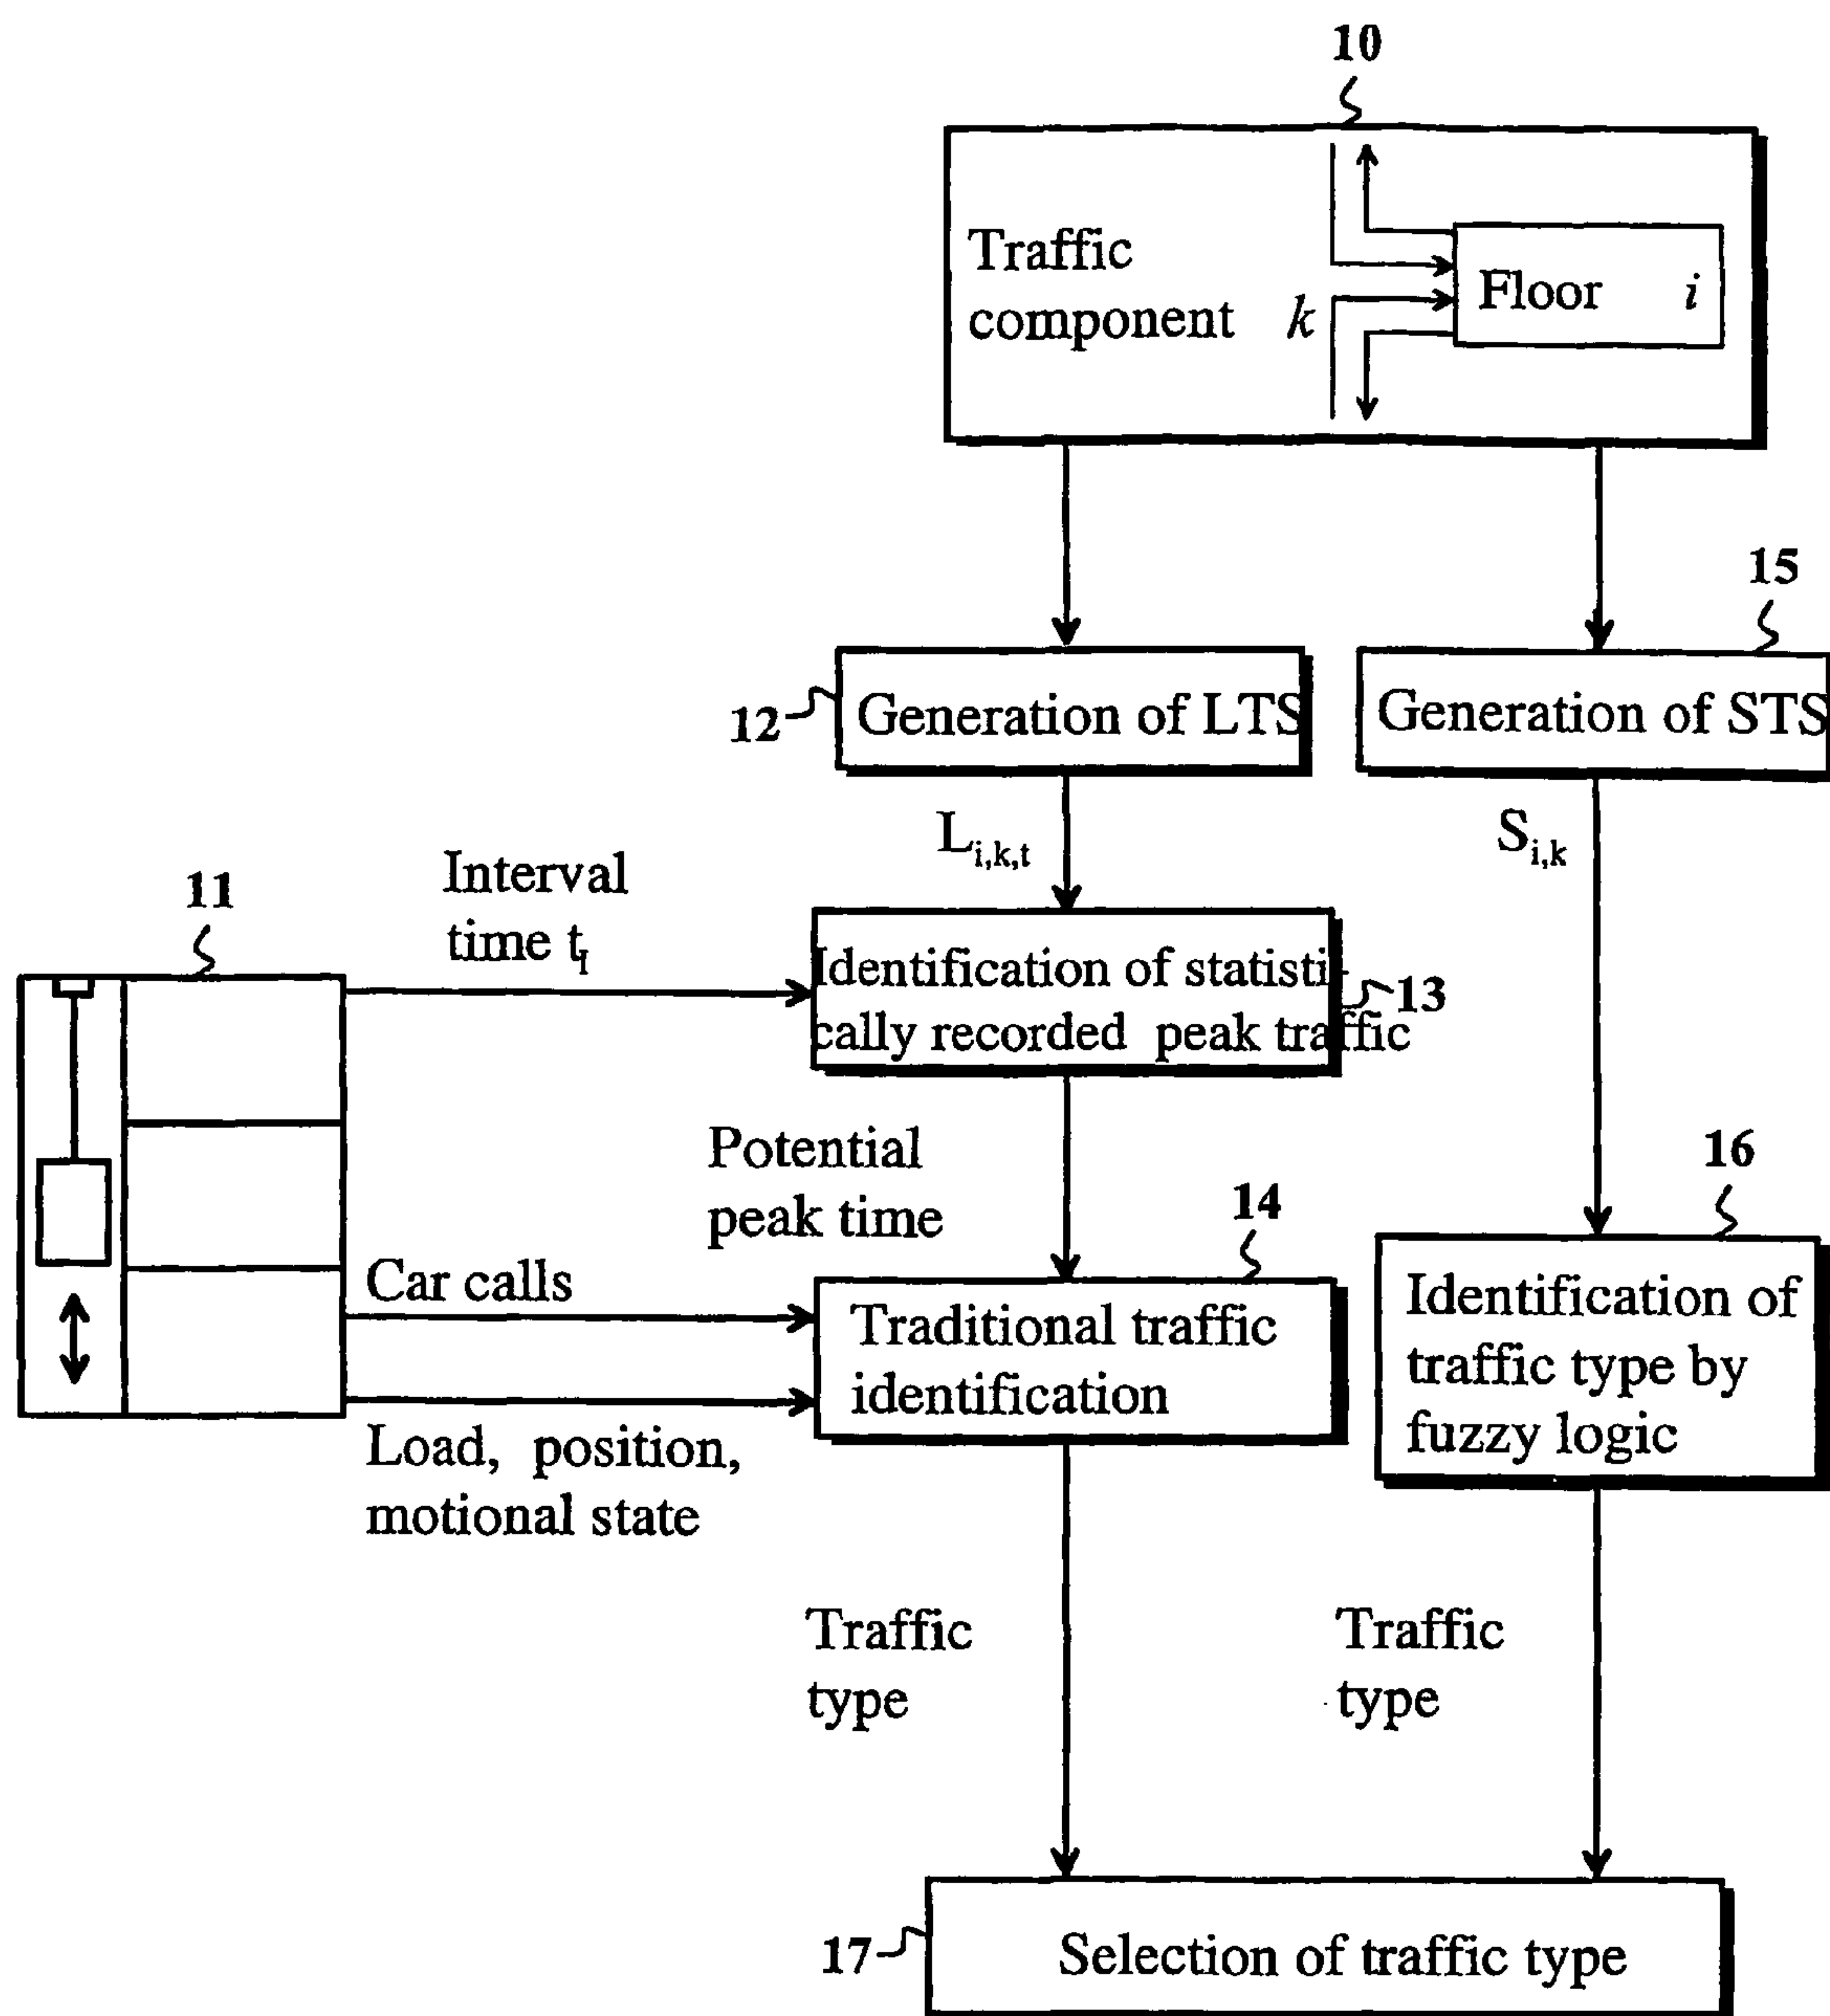 10
Traffic
component
k
Floor i
15
12
Generation of LTS
Generation of STS
L_{i,k,t}
S_{i,k}
11
Interval
time t_I
Identification of statisti-
cally recorded peak traffic
13
Potential
peak time
14
16
Car calls
Traditional traffic
identification
Identification of
traffic type by
fuzzy logic
Load, position,
motional state
Traffic
type
Traffic
type
17
Selection of traffic type